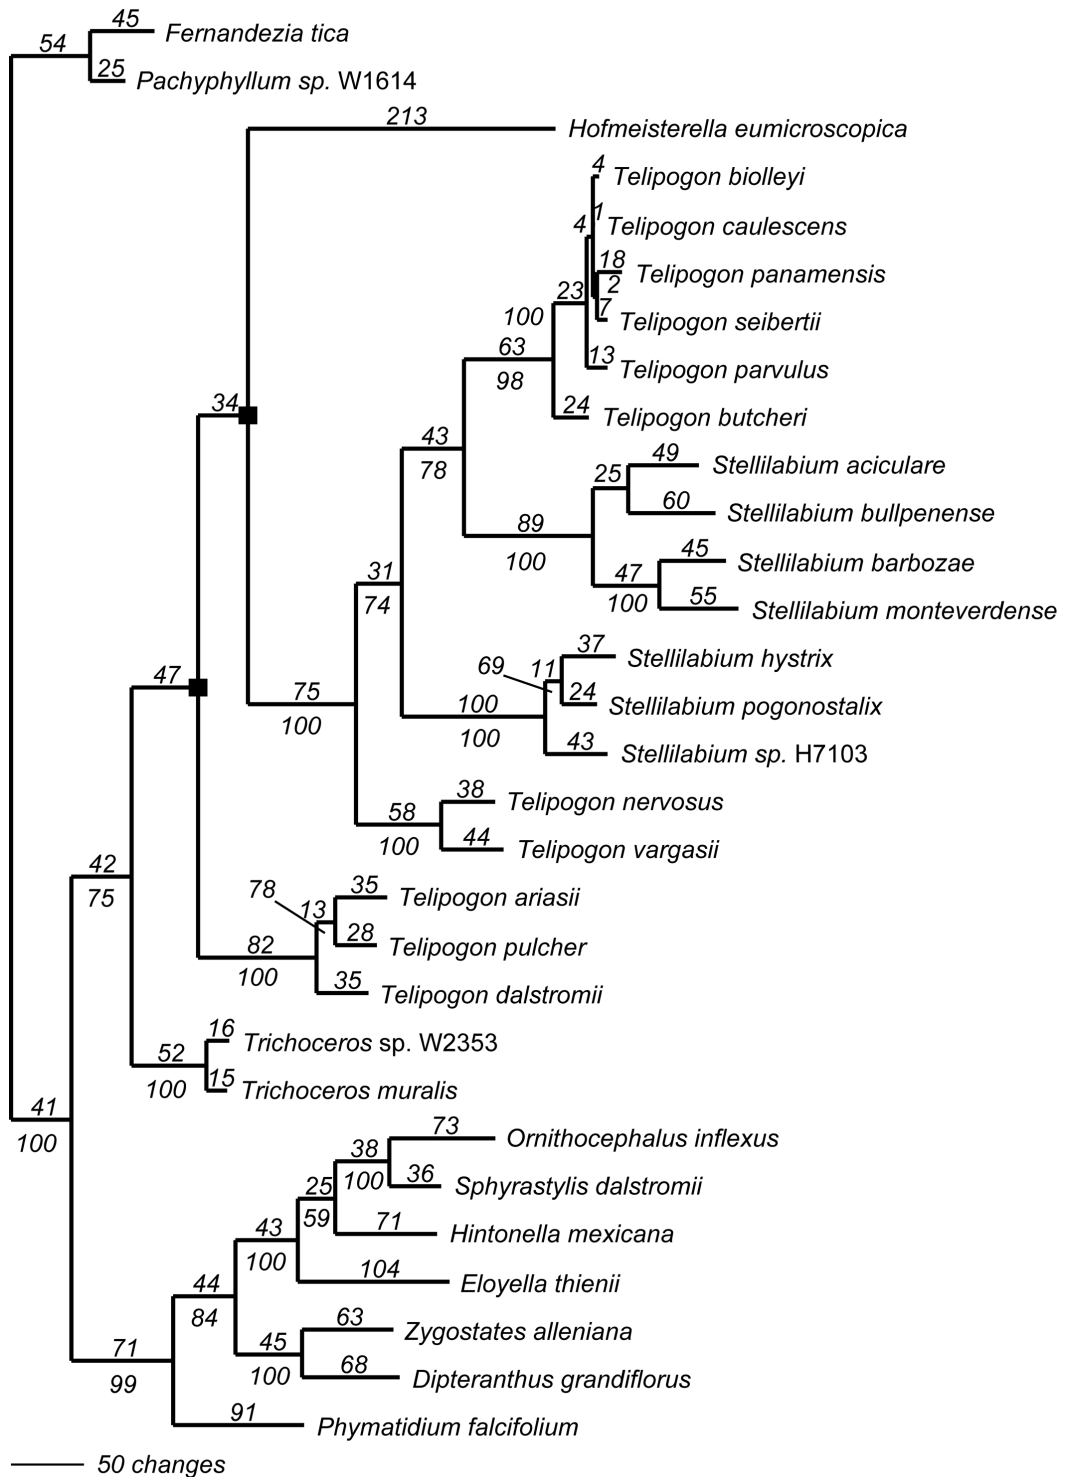 45
54
Fernandezia tica
25
Pachyphyllum sp. W1614
213
Hofmeisterella eumicroscopica
4
Telipogon biolleyi
4
1
Telipogon caulescens
18
Telipogon panamensis
23
2
7
100
Telipogon seibertii
63
13
Telipogon parvulus
98
24
Telipogon butcheri
34
43
49
Stellilabium aciculare
78
25
60
Stellilabium bullpenense
89
45
100
Stellilabium barbozae
31
47
55
74
100
Stellilabium monteverdense
37
Stellilabium hystrix
69
11
47
75
100
24
Stellilabium pogonostalix
100
100
43
Stellilabium sp. H7103
38
Telipogon nervosus
58
100
44
Telipogon vargasii
42
75
78
35
Telipogon ariasii
13
28
Telipogon pulcher
82
100
35
Telipogon dalstromii
16
Trichoceros sp. W2353
52
100
15
Trichoceros muralis
41
100
73
Ornithocephalus inflexus
38
100
36
Sphyrastylis dalstromii
25
59
71
Hintonella mexicana
43
100
104
Eloyella thienii
44
84
63
Zygostates alleniana
45
100
68
Dipteranthus grandiflorus
71
99
91
Phymatidium falcifolium
50 changes